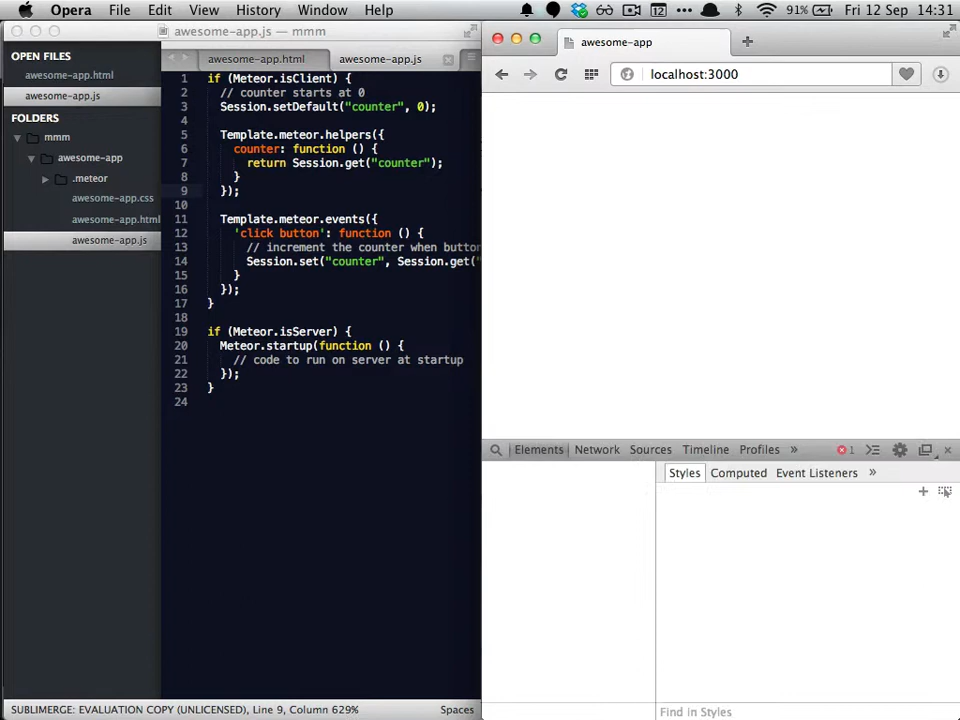 Opera File Edit View History Window Help 12 91% Fri 12 Sep 14:31
awesome-app.js — mmm
OPEN FILES
awesome-app.html
awesome-app.js
FOLDERS
mmm
awesome-app
.meteor
awesome-app.css
awesome-app.html
awesome-app.js
awesome-app.html awesome-app.js
1 if (Meteor.isClient) {
2 // counter starts at 0
3 Session.setDefault("counter", 0);
4
5 Template.meteor.helpers({
6 counter: function () {
7 return Session.get("counter");
8 }
9 });
10
11 Template.meteor.events({
12 'click button': function () {
13 // increment the counter when button
14 Session.set("counter", Session.get("
15 }
16 });
17 }
18
19 if (Meteor.isServer) {
20 Meteor.startup(function () {
21 // code to run on server at startup
22 });
23 }
24
SUBLIMERGE: EVALUATION COPY (UNLICENSED), Line 9, Column 629% Spaces
awesome-app
localhost:3000
Elements Network Sources Timeline Profiles » 1
Styles Computed Event Listeners »
Find in Styles